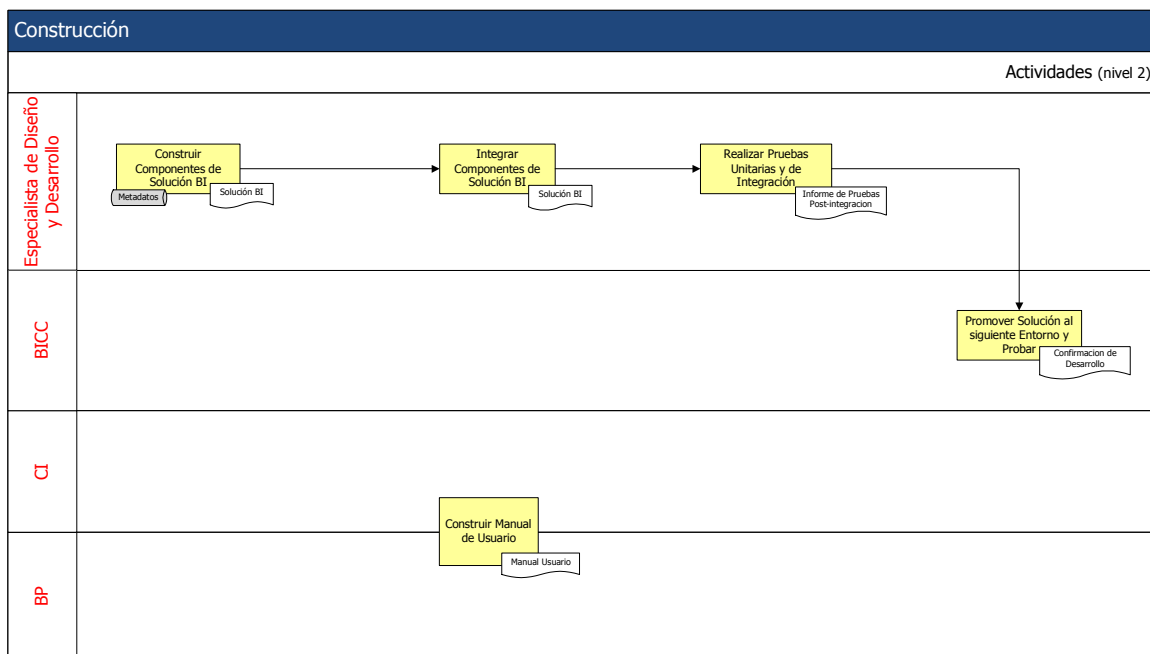 Construcción
Actividades (nivel 2)
Especialista de Diseño
y Desarrollo
Construir
Componentes de
Solución BI
Metadatos
Solución BI
Integrar
Componentes de
Solución BI
Solución BI
Realizar Pruebas
Unitarias y de
Integración
Informe de Pruebas
Post-integracion
BICC
Promover Solución al
siguiente Entorno y
Probar
Confirmacion de
Desarrollo
CI
Construir Manual
de Usuario
Manual Usuario
BP